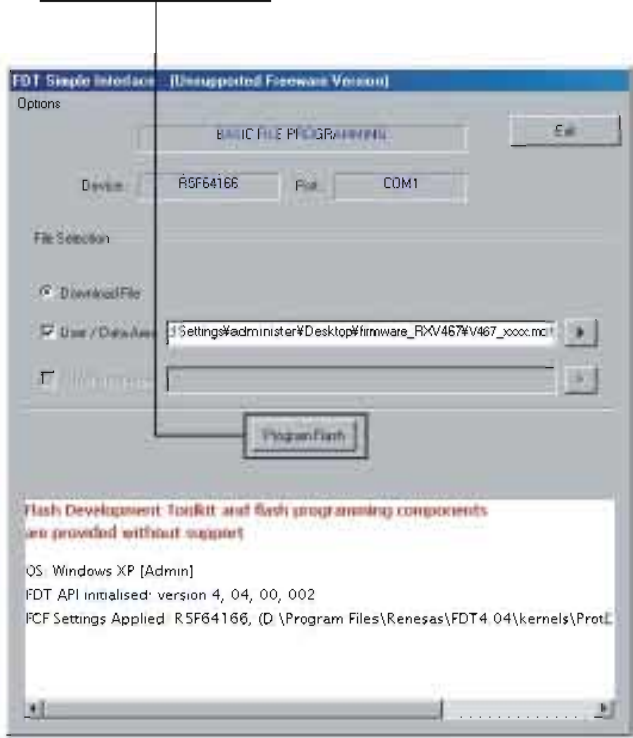 FDT Simple Interface (Unsupported Freeware Version)
Options
BASIC FILE PROGRAMMING
Exit
Device R5F64166 Port COM1
File Selection
Download File
User / Data Area d Settings¥administer¥Desktop¥firmware_RXV467¥V467_xxxx.mot
Program Flash
Flash Development Toolkit and flash programming components
are provided without support
OS: Windows XP [Admin]
FDT API initialised: version 4, 04, 00, 002
FCF Settings Applied: R5F64166, (D:\Program Files\Renesas\FDT4.04\kernels\Prot